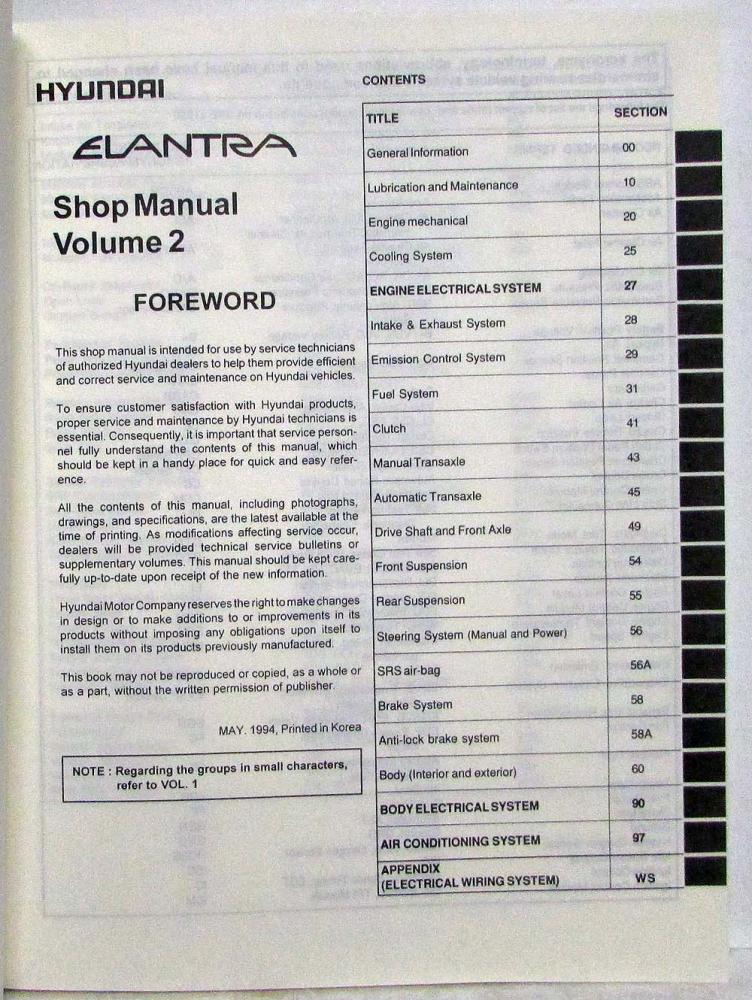 HYUNDAI
ELANTRA
Shop Manual
Volume 2
FOREWORD
This shop manual is intended for use by service technicians
of authorized Hyundai dealers to help them provide efficient
and correct service and maintenance on Hyundai vehicles.
To ensure customer satisfaction with Hyundai products,
proper service and maintenance by Hyundai technicians is
essential. Consequently, it is important that service person-
nel fully understand the contents of this manual, which
should be kept in a handy place for quick and easy refer-
ence.
All the contents of this manual, including photographs,
drawings, and specifications, are the latest available at the
time of printing. As modifications affecting service occur,
dealers will be provided technical service bulletins or
supplementary volumes. This manual should be kept care-
fully up-to-date upon receipt of the new information.
Hyundai Motor Company reserves the right to make changes
in design or to make additions to or improvements in its
products without imposing any obligations upon itself to
install them on its products previously manufactured.
This book may not be reproduced or copied, as a whole or
as a part, without the written permission of publisher.
MAY. 1994, Printed in Korea
NOTE : Regarding the groups in small characters,
refer to VOL. 1
CONTENTS
TITLE SECTION
General Information 00
Lubrication and Maintenance 10
Engine mechanical 20
Cooling System 25
ENGINE ELECTRICAL SYSTEM 27
Intake & Exhaust System 28
Emission Control System 29
Fuel System 31
Clutch 41
Manual Transaxle 43
Automatic Transaxle 45
Drive Shaft and Front Axle 49
Front Suspension 54
Rear Suspension 55
Steering System (Manual and Power) 56
SRS air-bag 56A
Brake System 58
Anti-lock brake system 58A
Body (Interior and exterior) 60
BODY ELECTRICAL SYSTEM 90
AIR CONDITIONING SYSTEM 97
APPENDIX
(ELECTRICAL WIRING SYSTEM) WS